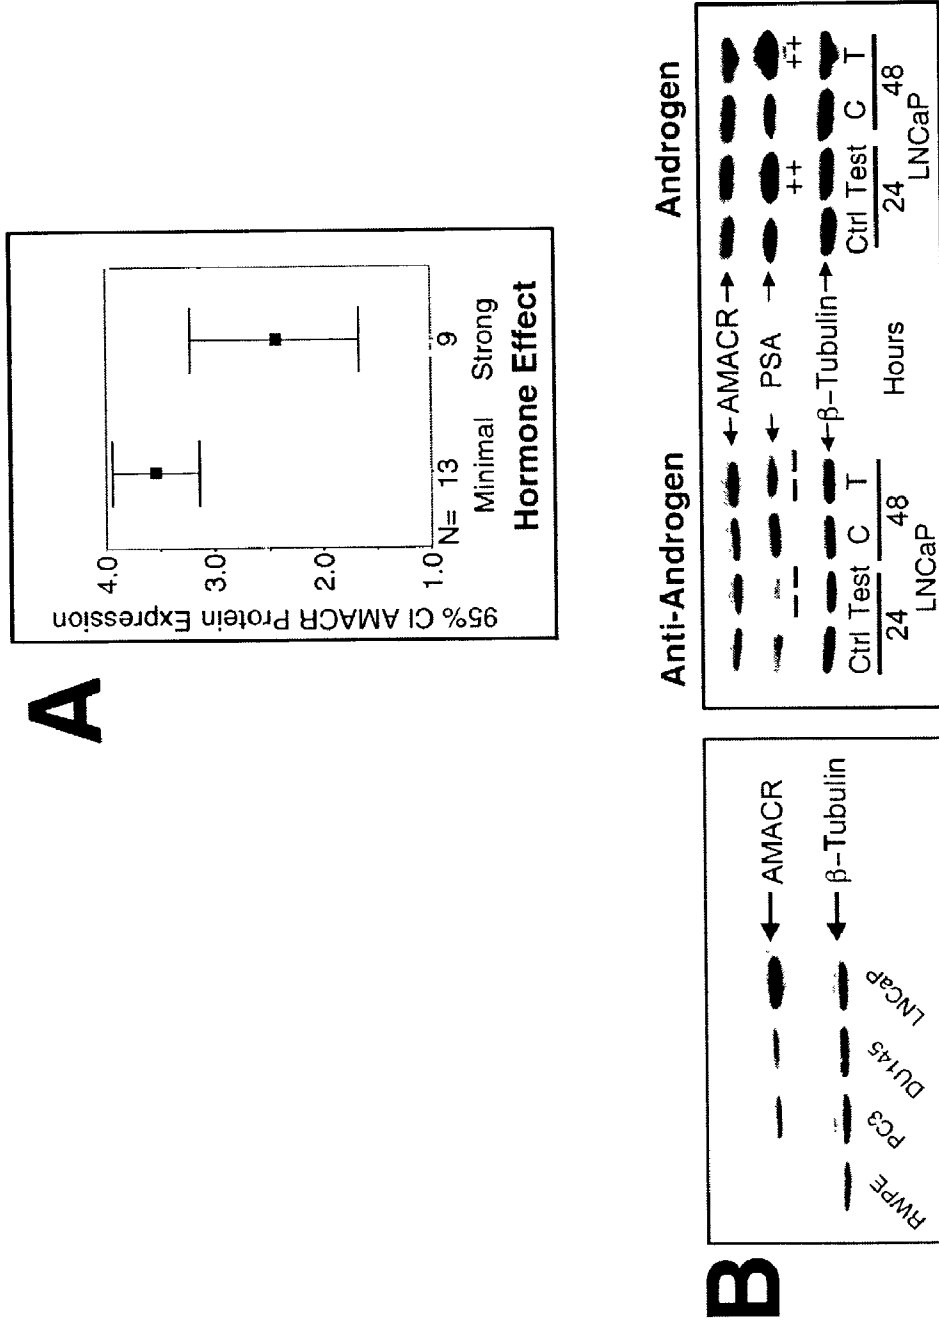 A
95% CI AMACR Protein Expression
4.0
3.0
2.0
1.0
N= 13 9
Minimal Strong
Hormone Effect
B
AMACR
β-Tubulin
RWPE PC3 DU145 LNCaP
Anti-Androgen Androgen
AMACR
PSA
-- -- ++ ++
β-Tubulin
Ctrl Test C T Ctrl Test C T
24 48 Hours 24 48
LNCaP LNCaP